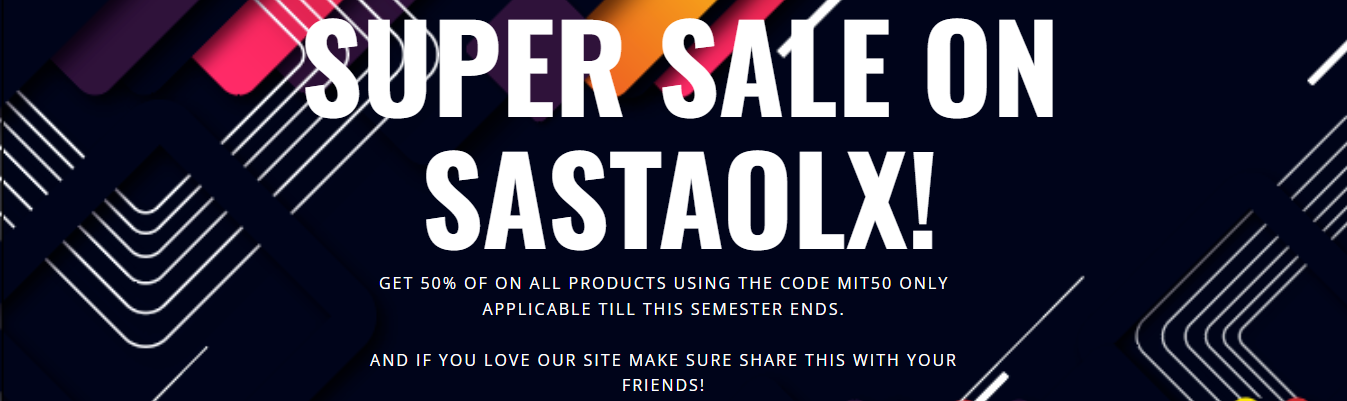 SUPER SALE ON
SASTAOLX!
GET 50% OF ON ALL PRODUCTS USING THE CODE MIT50 ONLY
APPLICABLE TILL THIS SEMESTER ENDS.
AND IF YOU LOVE OUR SITE MAKE SURE SHARE THIS WITH YOUR
FRIENDS!